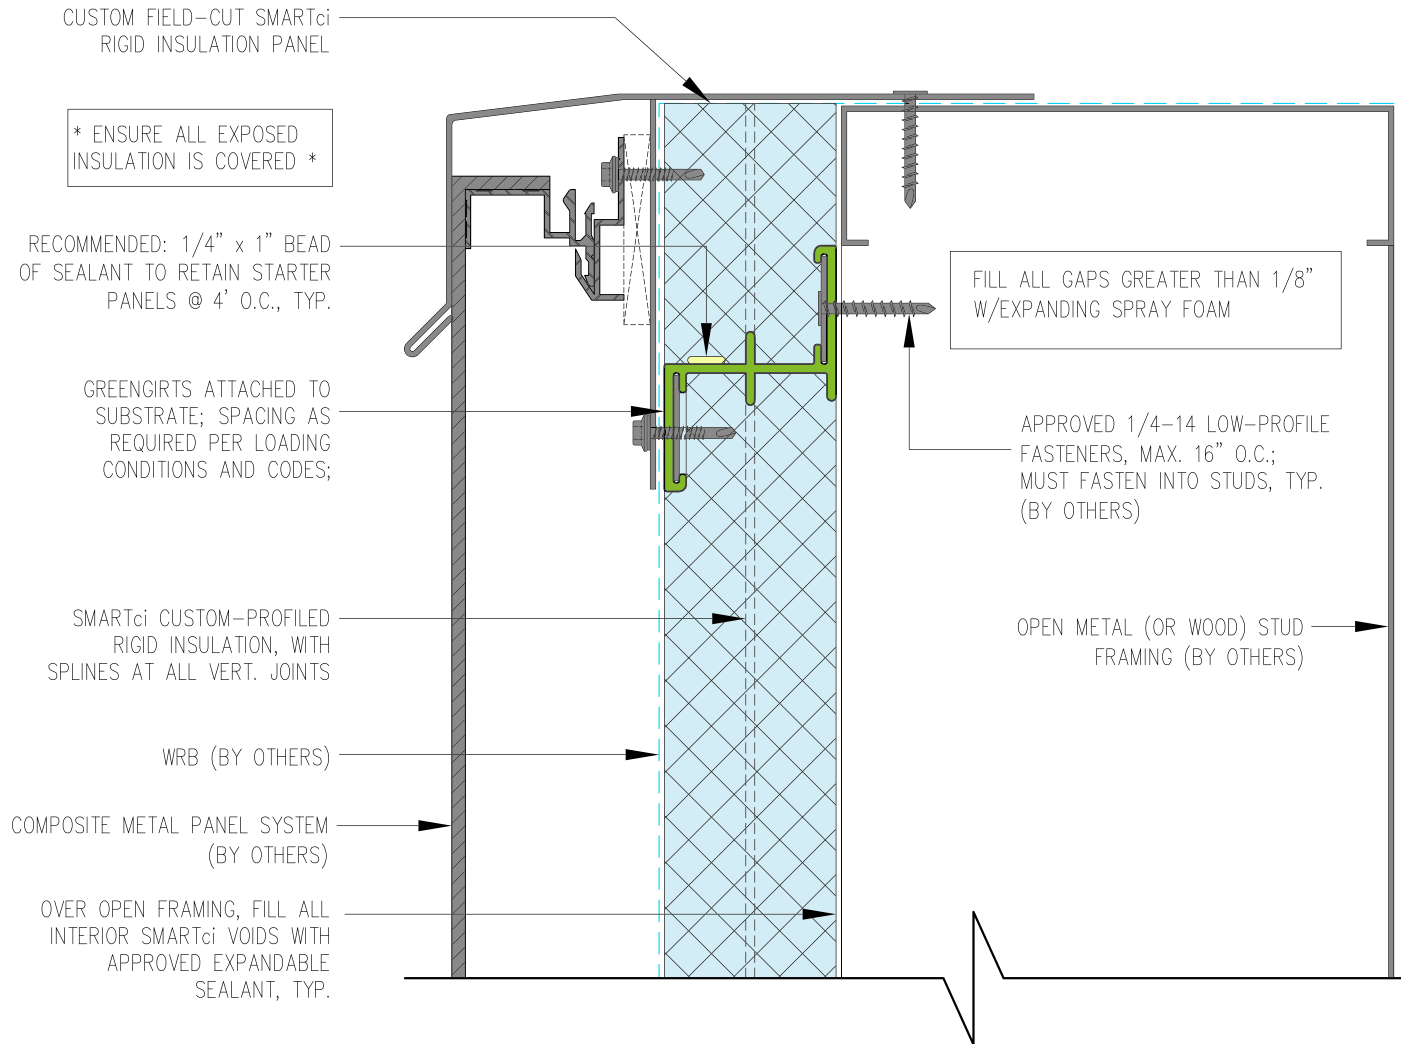 CUSTOM FIELD-CUT SMARTci
RIGID INSULATION PANEL
* ENSURE ALL EXPOSED
INSULATION IS COVERED *
RECOMMENDED: 1/4" x 1" BEAD
OF SEALANT TO RETAIN STARTER
PANELS @ 4' O.C., TYP.
FILL ALL GAPS GREATER THAN 1/8"
W/EXPANDING SPRAY FOAM
GREENGIRTS ATTACHED TO
SUBSTRATE; SPACING AS
REQUIRED PER LOADING
CONDITIONS AND CODES;
APPROVED 1/4-14 LOW-PROFILE
FASTENERS, MAX. 16" O.C.;
MUST FASTEN INTO STUDS, TYP.
(BY OTHERS)
SMARTci CUSTOM-PROFILED
RIGID INSULATION, WITH
SPLINES AT ALL VERT. JOINTS
OPEN METAL (OR WOOD) STUD
FRAMING (BY OTHERS)
WRB (BY OTHERS)
COMPOSITE METAL PANEL SYSTEM
(BY OTHERS)
OVER OPEN FRAMING, FILL ALL
INTERIOR SMARTci VOIDS WITH
APPROVED EXPANDABLE
SEALANT, TYP.